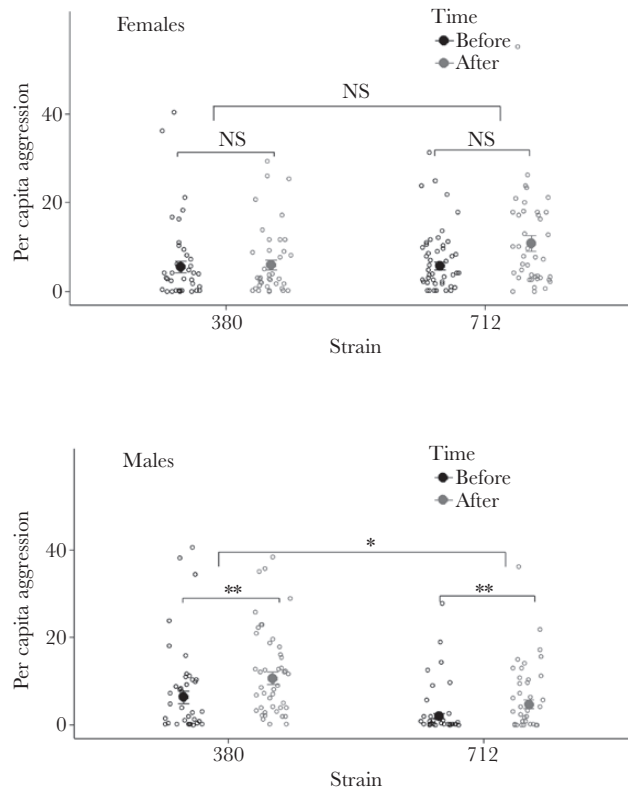 Females
Time
Before
After
Per capita aggression
40
20
0
NS
NS
NS
380
712
Strain
Males
Time
Before
After
Per capita aggression
40
20
0
*
**
**
380
712
Strain